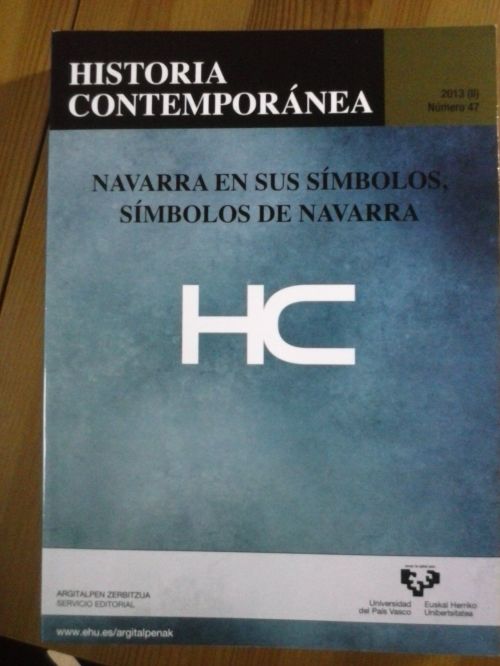 HISTORIA
CONTEMPORÁNEA
2013 (II)
Número 47
NAVARRA EN SUS SÍMBOLOS,
SÍMBOLOS DE NAVARRA
HC
ARGITALPEN ZERBITZUA
SERVICIO EDITORIAL
www.ehu.es/argitalpenak
Universidad
del País Vasco
Euskal Herriko
Unibertsitatea